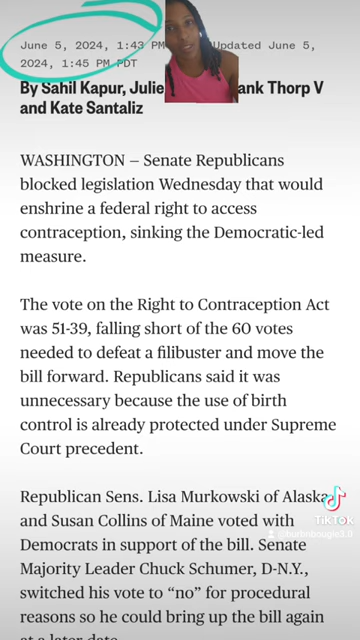 June 5, 2024, 1:43 PM Updated June 5,
2024, 1:45 PM PDT
By Sahil Kapur, Julie ank Thorp V
and Kate Santaliz
WASHINGTON — Senate Republicans
blocked legislation Wednesday that would
enshrine a federal right to access
contraception, sinking the Democratic-led
measure.
The vote on the Right to Contraception Act
was 51-39, falling short of the 60 votes
needed to defeat a filibuster and move the
bill forward. Republicans said it was
unnecessary because the use of birth
control is already protected under Supreme
Court precedent.
Republican Sens. Lisa Murkowski of Alaska
and Susan Collins of Maine voted with
TikTok
Democrats in support of the bill. Senate
Majority Leader Chuck Schumer, D-N.Y.,
switched his vote to “no” for procedural
reasons so he could bring up the bill again
at a later date.